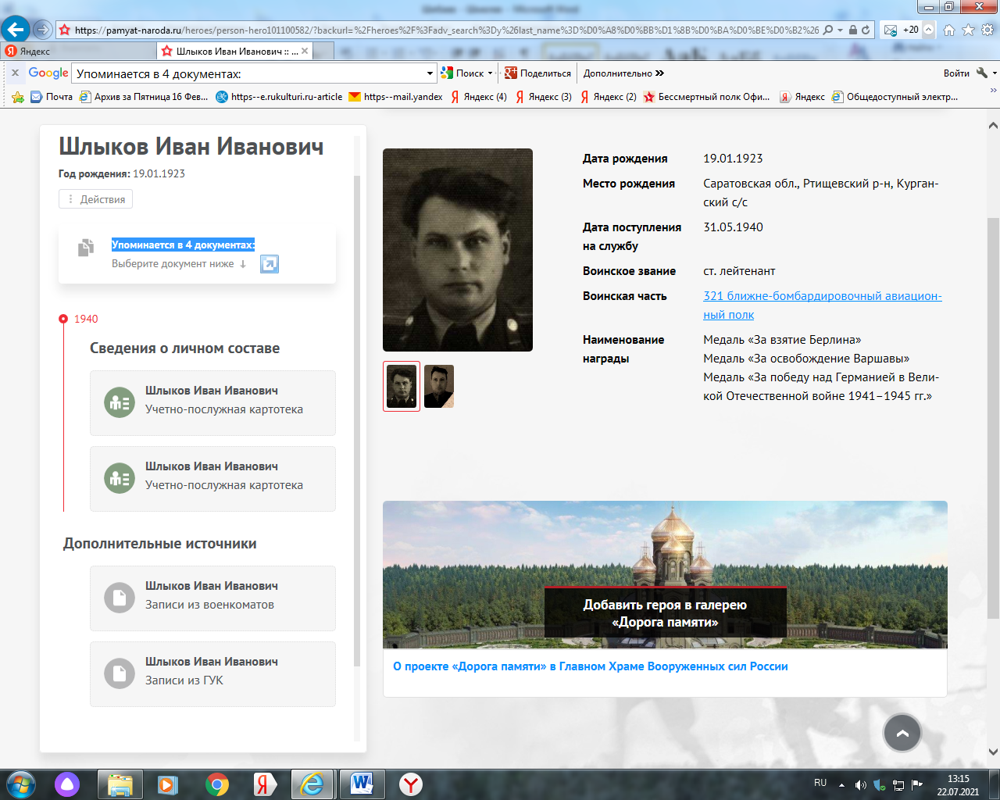 https://pamyat-naroda.ru/heroes/person-hero101100582/?backurl=%2Fheroes%2F%3Fadv_search%3Dy%26last_name%3D%D0%A8%D0%BB%D1%8B%D0%BA%D0%BE%D0%B2%26
+20
Яндекс
Шлыков Иван Иванович :: ...
Google
Упоминается в 4 документах:
Поиск
Поделиться
Дополнительно
Войти
Почта
Архив за Пятница 16 Фев...
https--e.rukulturi.ru-article
https--mail.yandex
Яндекс (4)
Яндекс (3)
Яндекс (2)
Бессмертный полк Офи...
Яндекс
Общедоступный электр...
Шлыков Иван Иванович
Год рождения: 19.01.1923
Действия
Упоминается в 4 документах:
Выберите документ ниже ↓
1940
Сведения о личном составе
Шлыков Иван Иванович
Учетно-послужная картотека
Шлыков Иван Иванович
Учетно-послужная картотека
Дополнительные источники
Шлыков Иван Иванович
Записи из военкоматов
Шлыков Иван Иванович
Записи из ГУК
Дата рождения 19.01.1923
Место рождения Саратовская обл., Ртищевский р-н, Курган-
ский с/с
Дата поступления 31.05.1940
на службу
Воинское звание ст. лейтенант
Воинская часть 321 ближне-бомбардировочный авиацион-
ный полк
Наименование Медаль «За взятие Берлина»
награды Медаль «За освобождение Варшавы»
Медаль «За победу над Германией в Вели-
кой Отечественной войне 1941–1945 гг.»
Добавить героя в галерею
«Дорога памяти»
О проекте «Дорога памяти» в Главном Храме Вооруженных сил России
RU
13:15
22.07.2021